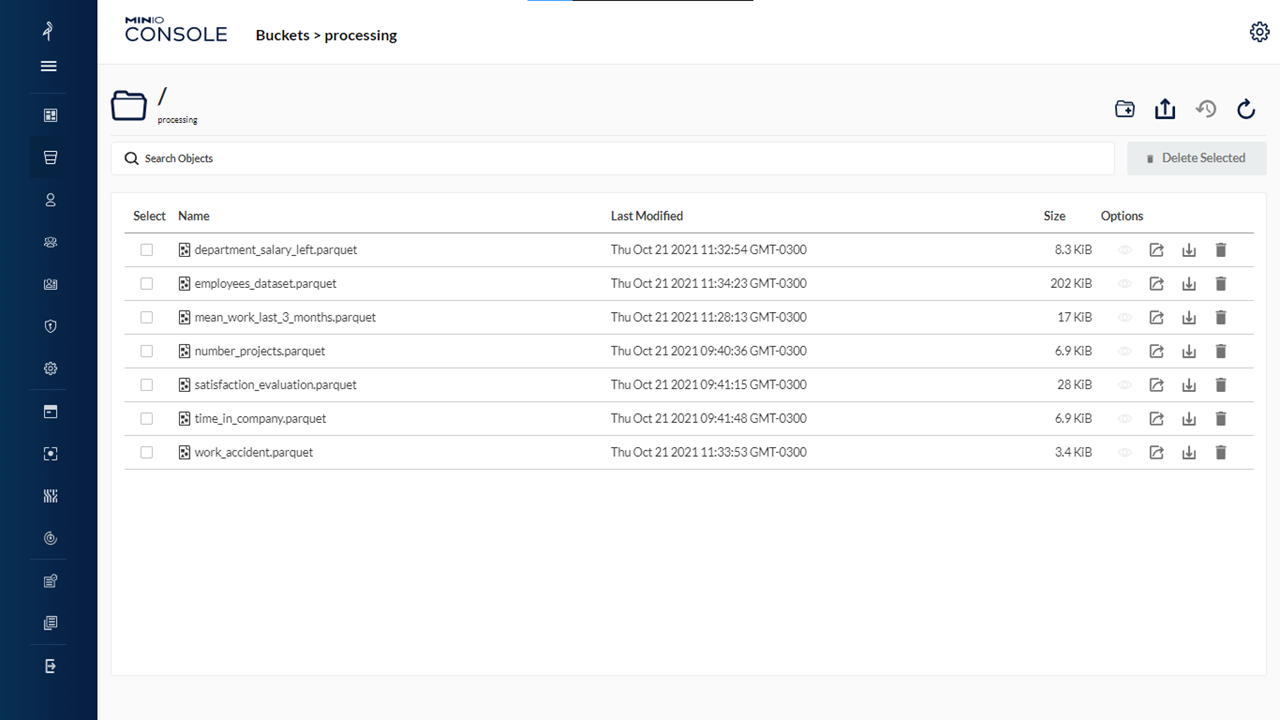 MINIO
CONSOLE
Buckets > processing
/
processing
Search Objects
Delete Selected
Select Name Last Modified Size Options
department_salary_left.parquet Thu Oct 21 2021 11:32:54 GMT-0300 8.3 KiB
employees_dataset.parquet Thu Oct 21 2021 11:34:23 GMT-0300 202 KiB
mean_work_last_3_months.parquet Thu Oct 21 2021 11:28:13 GMT-0300 17 KiB
number_projects.parquet Thu Oct 21 2021 09:40:36 GMT-0300 6.9 KiB
satisfaction_evaluation.parquet Thu Oct 21 2021 09:41:15 GMT-0300 28 KiB
time_in_company.parquet Thu Oct 21 2021 09:41:48 GMT-0300 6.9 KiB
work_accident.parquet Thu Oct 21 2021 11:33:53 GMT-0300 3.4 KiB